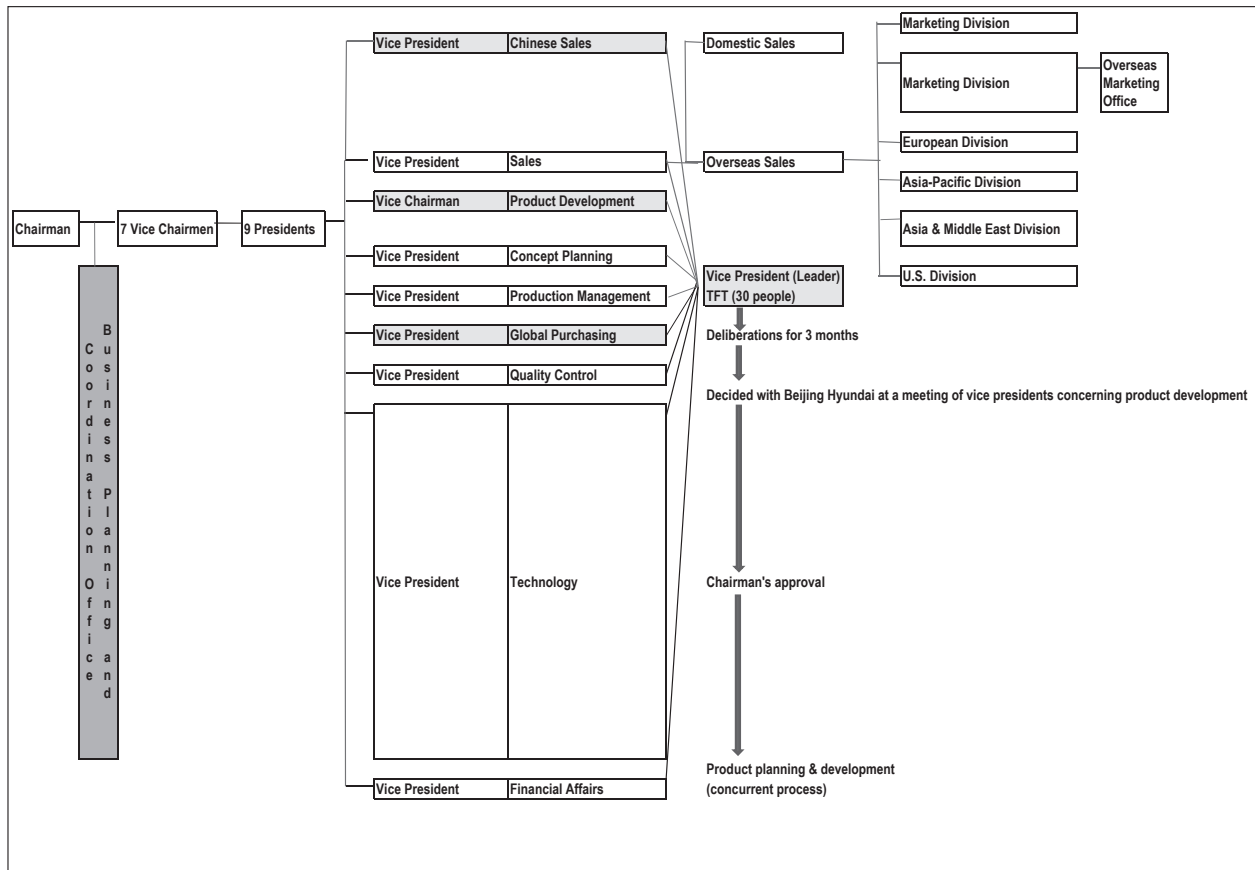 Chairman
Business Planning and
Coordination Office
7 Vice Chairmen
9 Presidents
Vice President Chinese Sales
Vice President Sales
Vice Chairman Product Development
Vice President Concept Planning
Vice President Production Management
Vice President Global Purchasing
Vice President Quality Control
Vice President Technology
Vice President Financial Affairs
Domestic Sales
Overseas Sales
Marketing Division
Marketing Division
Overseas
Marketing
Office
European Division
Asia-Pacific Division
Asia & Middle East Division
U.S. Division
Vice President (Leader)
TFT (30 people)
Deliberations for 3 months
Decided with Beijing Hyundai at a meeting of vice presidents concerning product development
Chairman's approval
Product planning & development
(concurrent process)